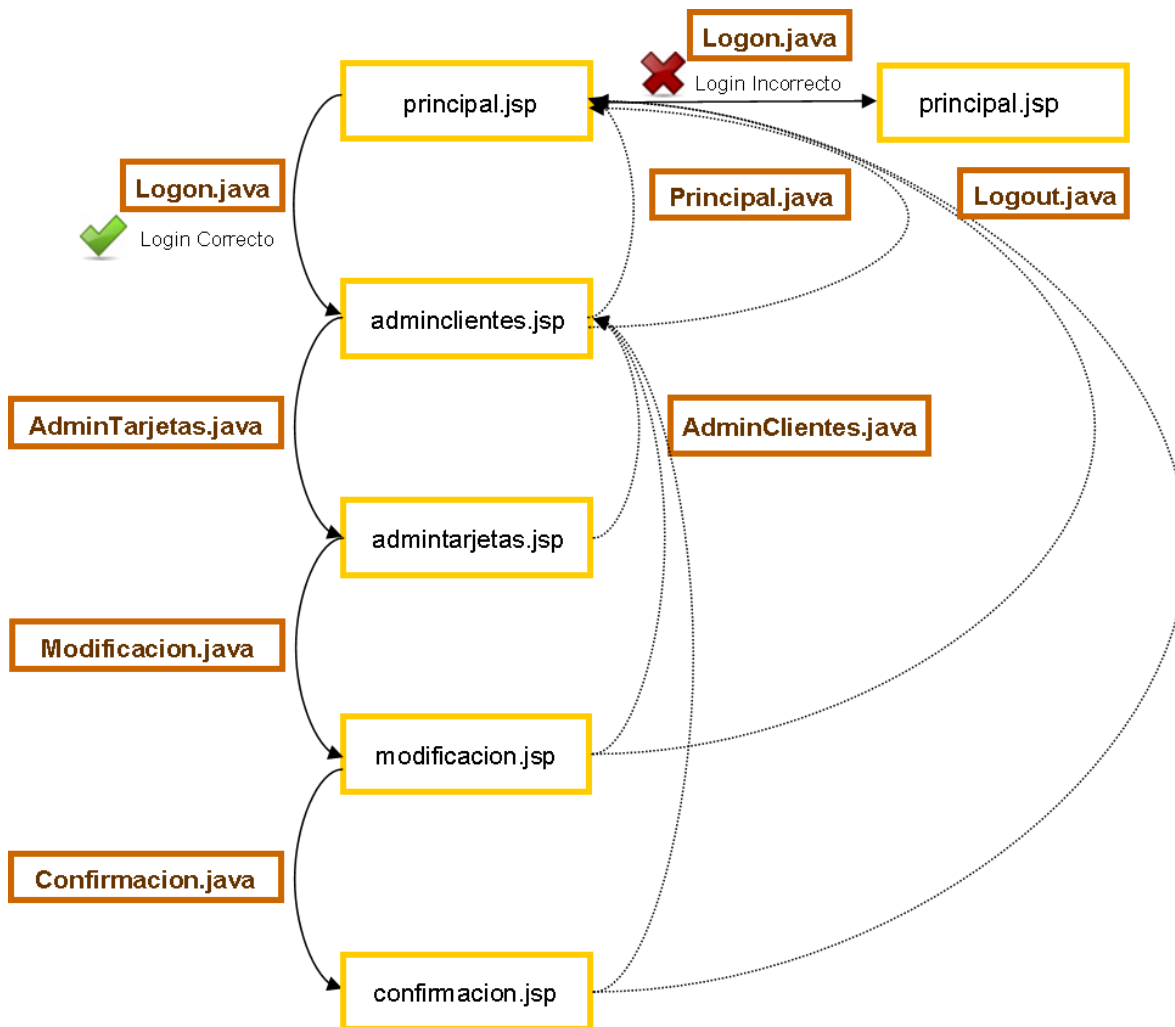 Logon.java
principal.jsp
Login Incorrecto
principal.jsp
Logon.java
Login Correcto
Principal.java
Logout.java
adminclientes.jsp
AdminTarjetas.java
AdminClientes.java
admintarjetas.jsp
Modificacion.java
modificacion.jsp
Confirmacion.java
confirmacion.jsp